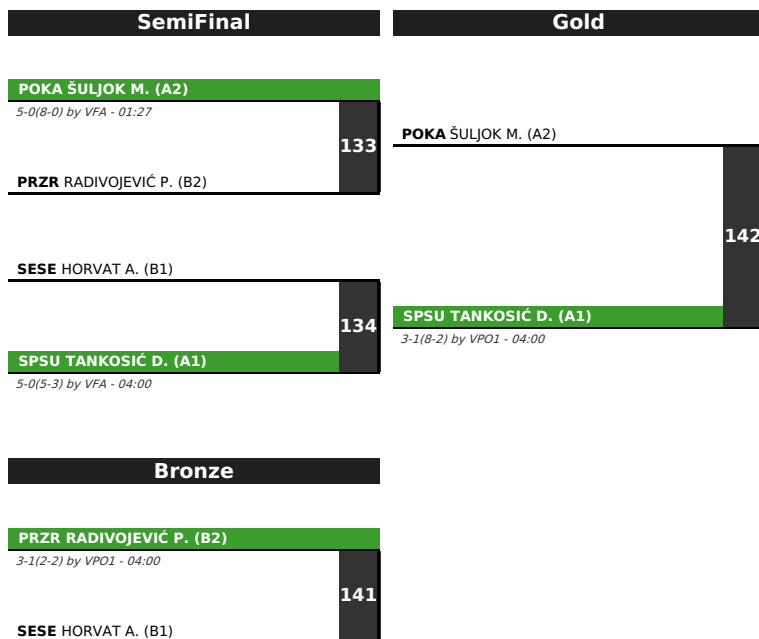 SemiFinal
Gold
POKA ŠULJOK M. (A2)
5-0(8-0) by VFA - 01:27
133
PRZR RADIVOJEVIĆ P. (B2)
POKA ŠULJOK M. (A2)
142
SESE HORVAT A. (B1)
134
SPSU TANKOSIĆ D. (A1)
5-0(5-3) by VFA - 04:00
SPSU TANKOSIĆ D. (A1)
3-1(8-2) by VPO1 - 04:00
Bronze
PRZR RADIVOJEVIĆ P. (B2)
3-1(2-2) by VPO1 - 04:00
141
SESE HORVAT A. (B1)